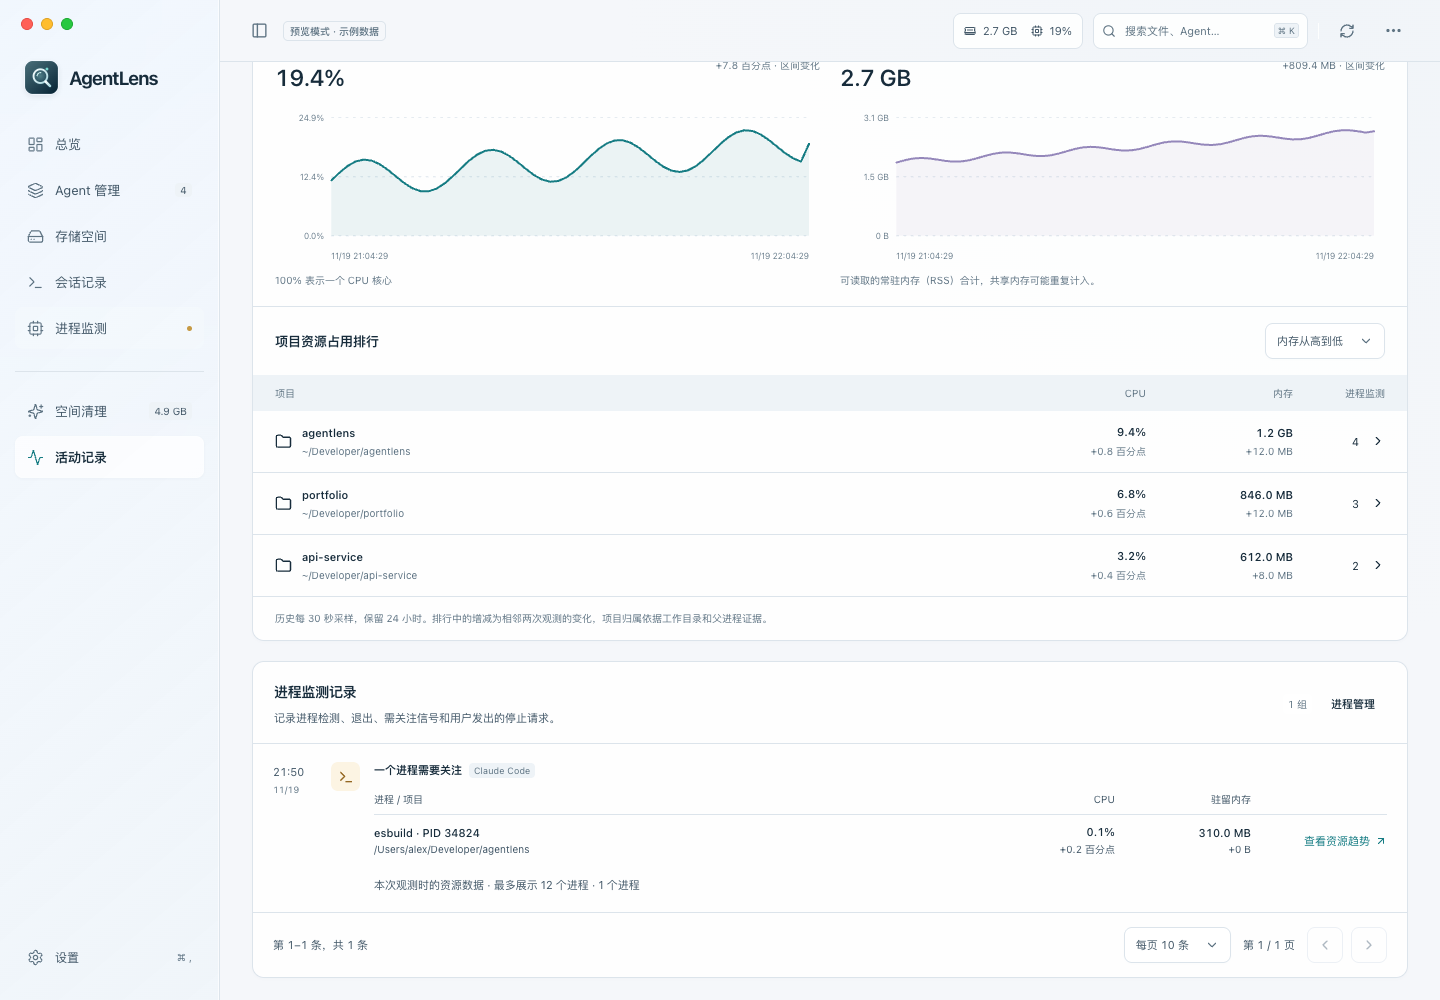 AgentLens
总览
Agent 管理
4
存储空间
会话记录
进程监测
空间清理
4.9 GB
活动记录
设置
⌘ ,
预览模式 · 示例数据
2.7 GB
19%
搜索文件、Agent...
⌘ K
19.4%
+7.8 百分点 · 区间变化
24.9%
12.4%
0.0%
11/19 21:04:29
11/19 22:04:29
100% 表示一个 CPU 核心
2.7 GB
+809.4 MB · 区间变化
3.1 GB
1.5 GB
0 B
11/19 21:04:29
11/19 22:04:29
可读取的常驻内存（RSS）合计，共享内存可能重复计入。
项目资源占用排行
内存从高到低
项目
CPU
内存
进程监测
agentlens
~/Developer/agentlens
9.4%
+0.8 百分点
1.2 GB
+12.0 MB
4
portfolio
~/Developer/portfolio
6.8%
+0.6 百分点
846.0 MB
+12.0 MB
3
api-service
~/Developer/api-service
3.2%
+0.4 百分点
612.0 MB
+8.0 MB
2
历史每 30 秒采样，保留 24 小时。排行中的增减为相邻两次观测的变化，项目归属依据工作目录和父进程证据。
进程监测记录
记录进程检测、退出、需关注信号和用户发出的停止请求。
1 组
进程管理
21:50
11/19
一个进程需要关注
Claude Code
进程 / 项目
CPU
驻留内存
esbuild · PID 34824
/Users/alex/Developer/agentlens
0.1%
+0.2 百分点
310.0 MB
+0 B
查看资源趋势
本次观测时的资源数据 · 最多展示 12 个进程 · 1 个进程
第 1–1 条，共 1 条
每页 10 条
第 1 / 1 页